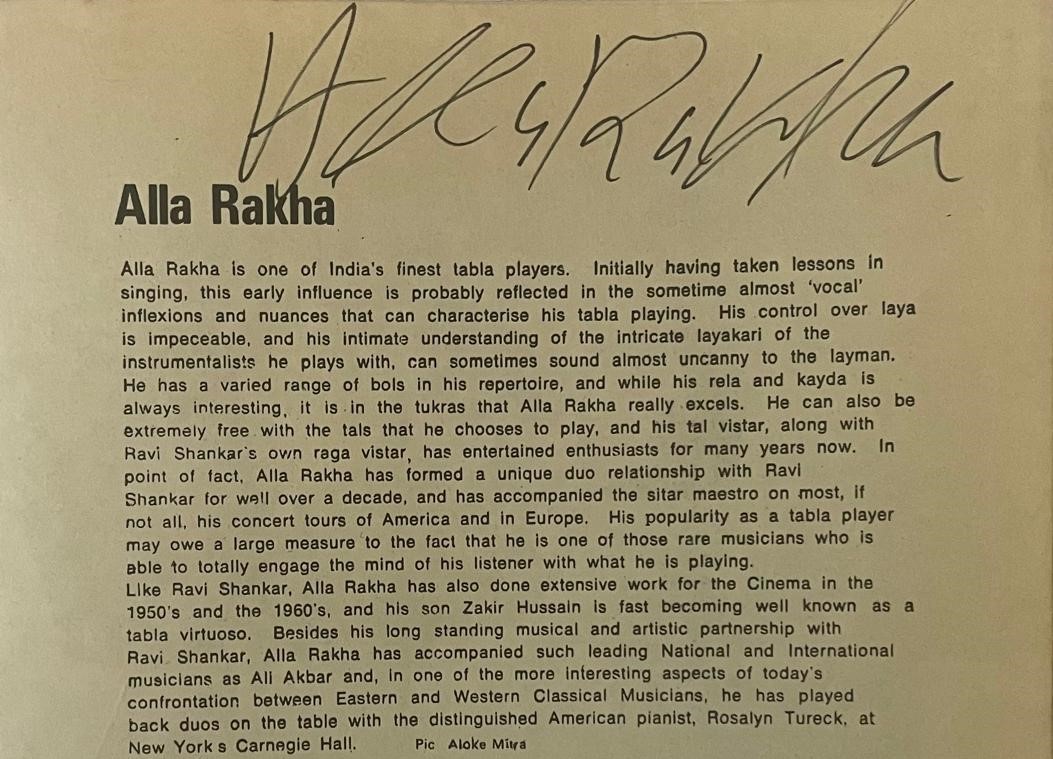 Alla Rakha
Alla Rakha
Alla Rakha is one of India's finest tabla players. Initially having taken lessons in
singing, this early influence is probably reflected in the sometime almost 'vocal'
inflexions and nuances that can characterise his tabla playing. His control over laya
is impeceable, and his intimate understanding of the intricate layakari of the
instrumentalists he plays with, can sometimes sound almost uncanny to the layman.
He has a varied range of bols in his repertoire, and while his rela and kayda is
always interesting, it is in the tukras that Alla Rakha really excels. He can also be
extremely free with the tals that he chooses to play, and his tal vistar, along with
Ravi Shankar's own raga vistar, has entertained enthusiasts for many years now. In
point of fact, Alla Rakha has formed a unique duo relationship with Ravi
Shankar for well over a decade, and has accompanied the sitar maestro on most, if
not all, his concert tours of America and in Europe. His popularity as a tabla player
may owe a large measure to the fact that he is one of those rare musicians who is
able to totally engage the mind of his listener with what he is playing.
Like Ravi Shankar, Alla Rakha has also done extensive work for the Cinema in the
1950's and the 1960's, and his son Zakir Hussain is fast becoming well known as a
tabla virtuoso. Besides his long standing musical and artistic partnership with
Ravi Shankar, Alla Rakha has accompanied such leading National and International
musicians as Ali Akbar and, in one of the more interesting aspects of today's
confrontation between Eastern and Western Classical Musicians, he has played
back duos on the table with the distinguished American pianist, Rosalyn Tureck, at
New York s Carnegie Hall. Pic Aloke Mitra